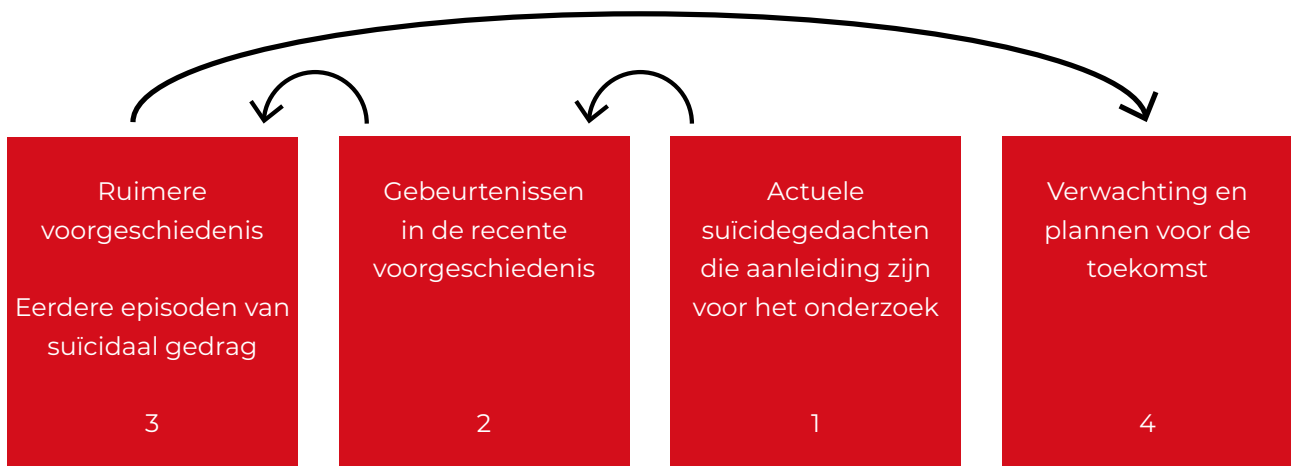 Ruimere
voorgeschiedenis
Eerdere episoden van
suïcidaal gedrag
3
Gebeurtenissen
in de recente
voorgeschiedenis
2
Actuele
suïcidegedachten
die aanleiding zijn
voor het onderzoek
1
Verwachting en
plannen voor de
toekomst
4